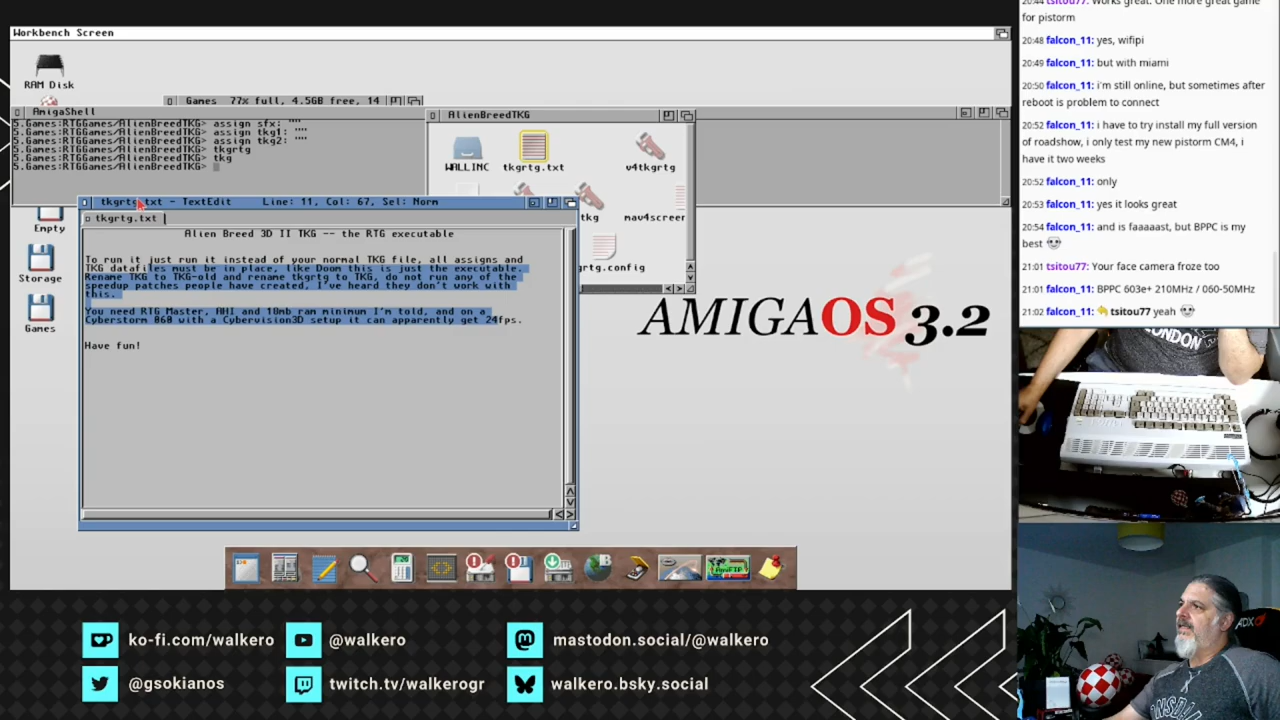 Workbench Screen
RAM Disk
Games 77% full, 4.5GB free, 14
AmigaShell
5.Games:RTGGames/AlienBreedTKG> assign sfx: ""
5.Games:RTGGames/AlienBreedTKG> assign tkg1: ""
5.Games:RTGGames/AlienBreedTKG> assign tkg2: ""
5.Games:RTGGames/AlienBreedTKG> tkgrtg
5.Games:RTGGames/AlienBreedTKG> tkg
5.Games:RTGGames/AlienBreedTKG>
AlienBreedTKG
WALLINC
tkgrtg.txt
v4tkgrtg
tkg
mav4screen
rtg.config
Empty
Storage
Games
tkgrtg.txt - TextEdit Line: 11, Col: 67, Sel: Norm
tkgrtg.txt
Alien Breed 3D II TKG -- the RTG executable
To run it just run it instead of your normal TKG file, all assigns and
TKG datafiles must be in place, like Doom this is just the executable.
Rename TKG to TKG-old and rename tkgrtg to TKG, do not run any of the
speedup patches people have created, I've heard they don't work with
this.
You need RTG Master, AHI and 10mb ram minimum I'm told, and on a
Cyberstorm 060 with a Cybervision3D setup it can apparently get 24fps.
Have fun!
AMIGAOS 3.2
20:44 tsitou77: Works great. One more great game
for pistorm
20:48 falcon_11: yes, wifipi
20:49 falcon_11: but with miami
20:50 falcon_11: i'm still online, but sometimes after
reboot is problem to connect
20:52 falcon_11: i have to try install my full version
of roadshow, i only test my new pistorm CM4, i
have it two weeks
20:52 falcon_11: only
20:53 falcon_11: yes it looks great
20:54 falcon_11: and is faaaaast, but BPPC is my
best
21:01 tsitou77: Your face camera froze too
21:01 falcon_11: BPPC 603e+ 210MHz / 060-50MHz
21:02 falcon_11: tsitou77 yeah
LONDON
ADX
ko-fi.com/walkero
@walkero
mastodon.social/@walkero
@gsokianos
twitch.tv/walkerogr
walkero.bsky.social